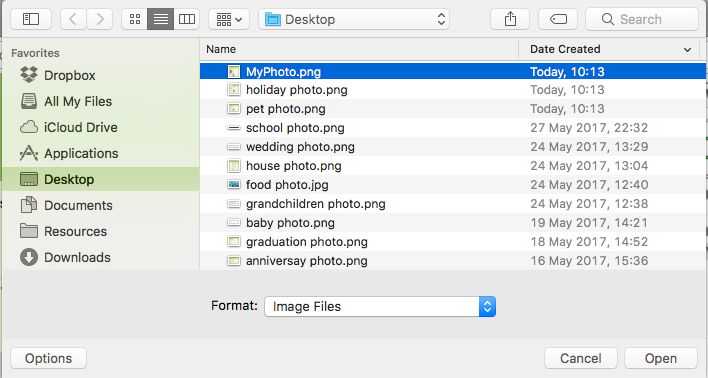 Desktop
Search
Favorites
Dropbox
All My Files
iCloud Drive
Applications
Desktop
Documents
Resources
Downloads
Name Date Created
MyPhoto.png Today, 10:13
holiday photo.png Today, 10:13
pet photo.png Today, 10:13
school photo.png 27 May 2017, 22:32
wedding photo.png 24 May 2017, 13:29
house photo.png 24 May 2017, 13:04
food photo.jpg 24 May 2017, 12:40
grandchildren photo.png 24 May 2017, 12:38
baby photo.png 19 May 2017, 14:21
graduation photo.png 18 May 2017, 14:52
anniversay photo.png 16 May 2017, 15:36
Format: Image Files
Options Cancel Open